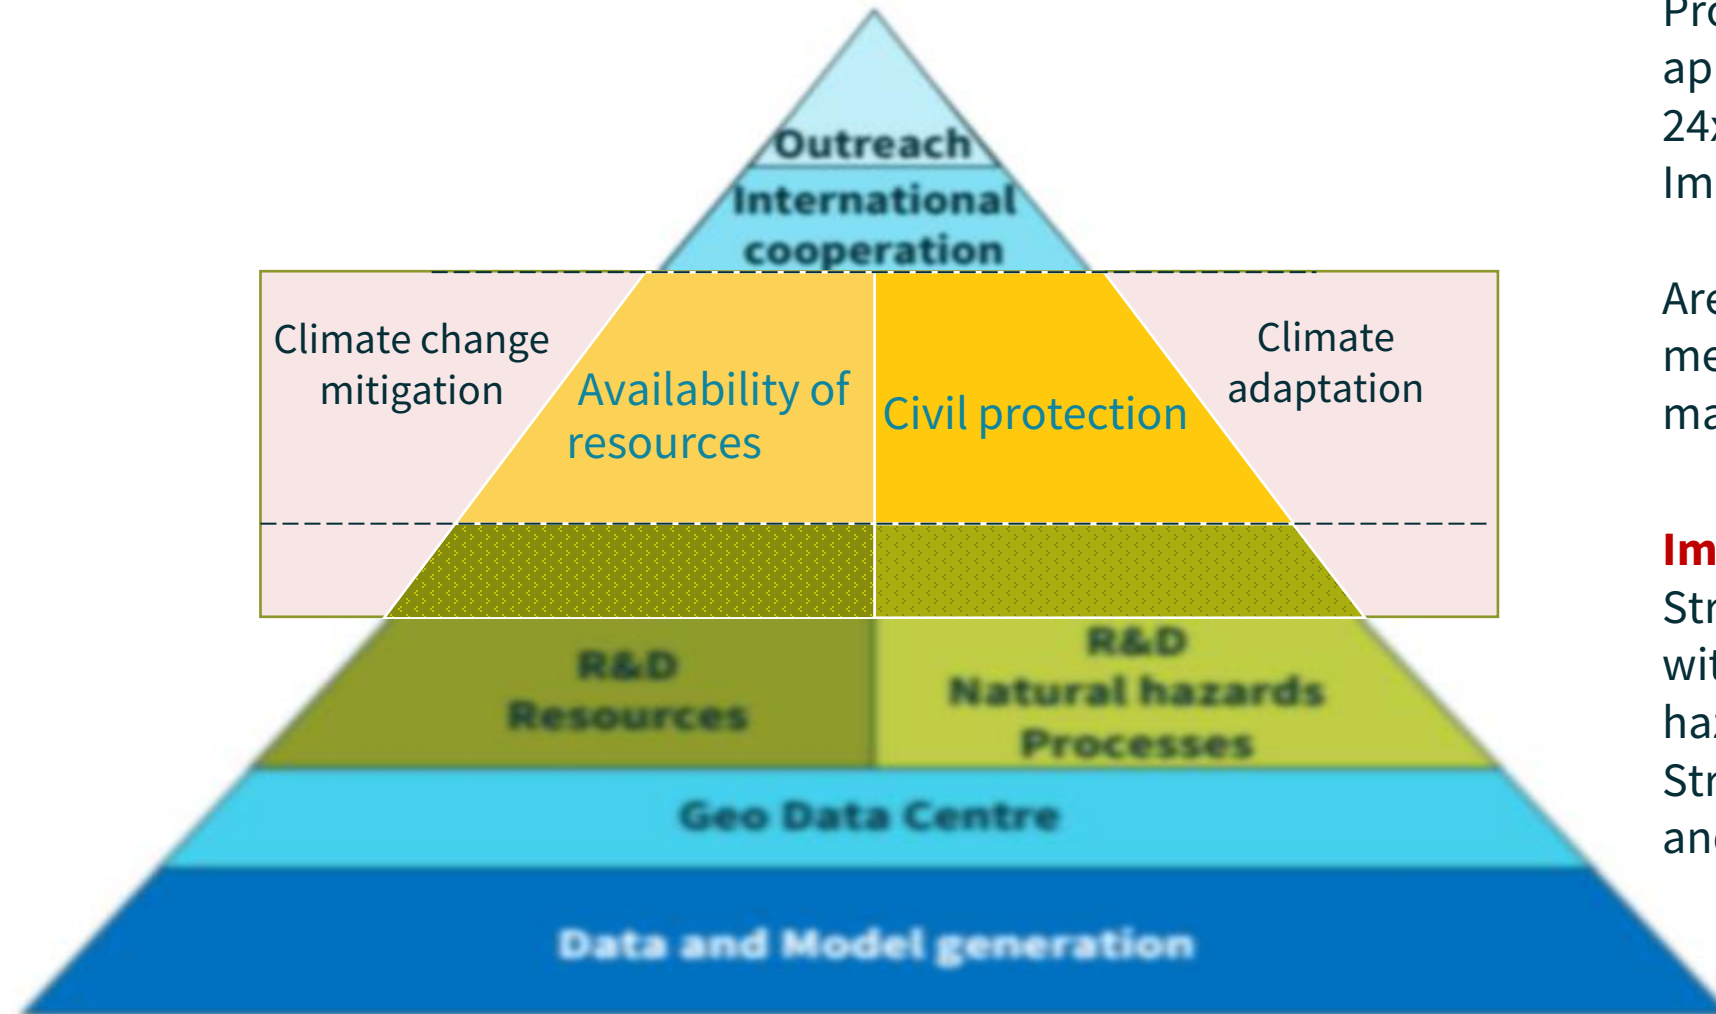 Outreach
International
cooperation
Climate change
mitigation
Availability of
resources
Civil protection
Climate
adaptation
R&D
Resources
R&D
Natural hazards
Processes
Geo Data Centre
Data and Model generation